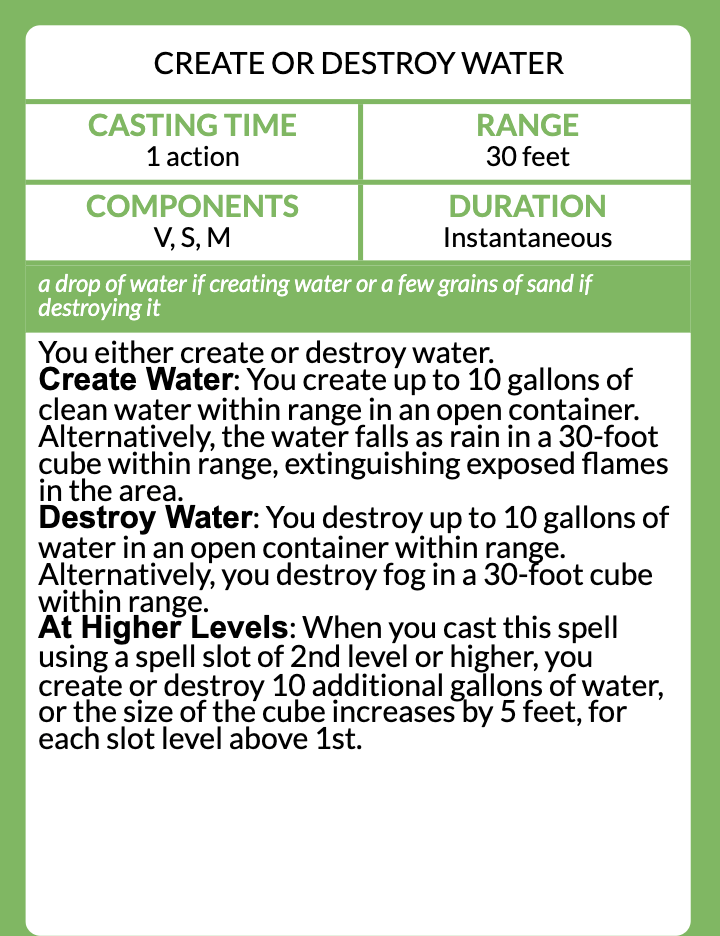 CREATE OR DESTROY WATER
CASTING TIME
1 action
RANGE
30 feet
COMPONENTS
V, S, M
DURATION
Instantaneous
a drop of water if creating water or a few grains of sand if
destroying it
You either create or destroy water.
Create Water: You create up to 10 gallons of
clean water within range in an open container.
Alternatively, the water falls as rain in a 30-foot
cube within range, extinguishing exposed flames
in the area.
Destroy Water: You destroy up to 10 gallons of
water in an open container within range.
Alternatively, you destroy fog in a 30-foot cube
within range.
At Higher Levels: When you cast this spell
using a spell slot of 2nd level or higher, you
create or destroy 10 additional gallons of water,
or the size of the cube increases by 5 feet, for
each slot level above 1st.